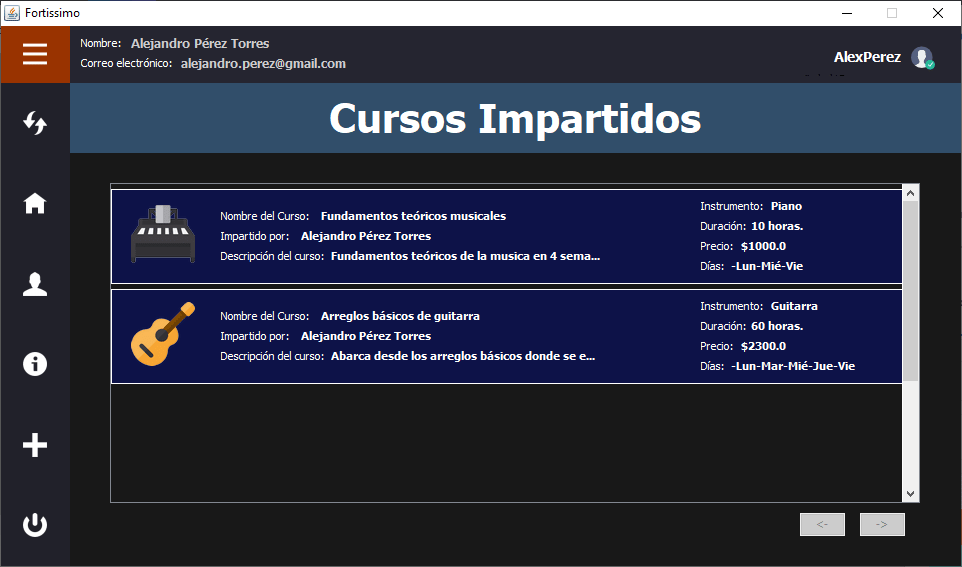 Fortissimo
Nombre: Alejandro Pérez Torres
Correo electrónico: alejandro.perez@gmail.com
AlexPerez
Cursos Impartidos
Nombre del Curso: Fundamentos teóricos musicales
Impartido por: Alejandro Pérez Torres
Descripción del curso: Fundamentos teóricos de la musica en 4 sema...
Instrumento: Piano
Duración: 10 horas.
Precio: $1000.0
Días: -Lun-Mié-Vie
Nombre del Curso: Arreglos básicos de guitarra
Impartido por: Alejandro Pérez Torres
Descripción del curso: Abarca desde los arreglos básicos donde se e...
Instrumento: Guitarra
Duración: 60 horas.
Precio: $2300.0
Días: -Lun-Mar-Mié-Jue-Vie
<- ->